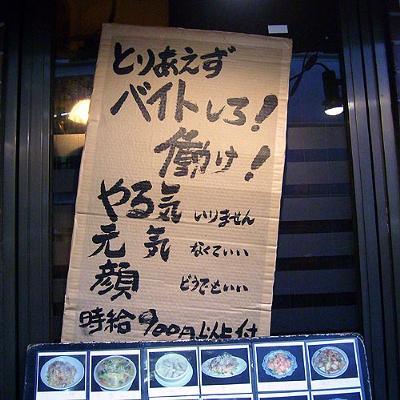 とりあえず
バイトしろ!
働け!
やる気 いりません
元気 なくていい
顔 どうでもいい
時給900円以上付